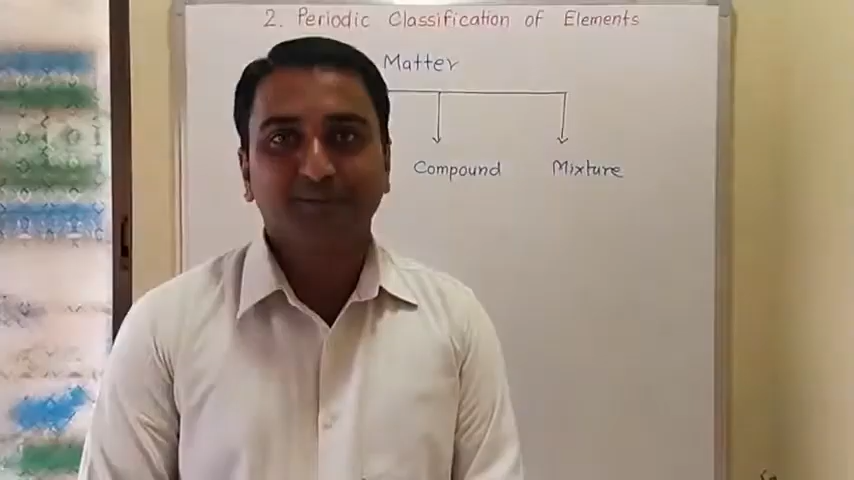 2. Periodic Classification of Elements
Matter
Compound Mixture